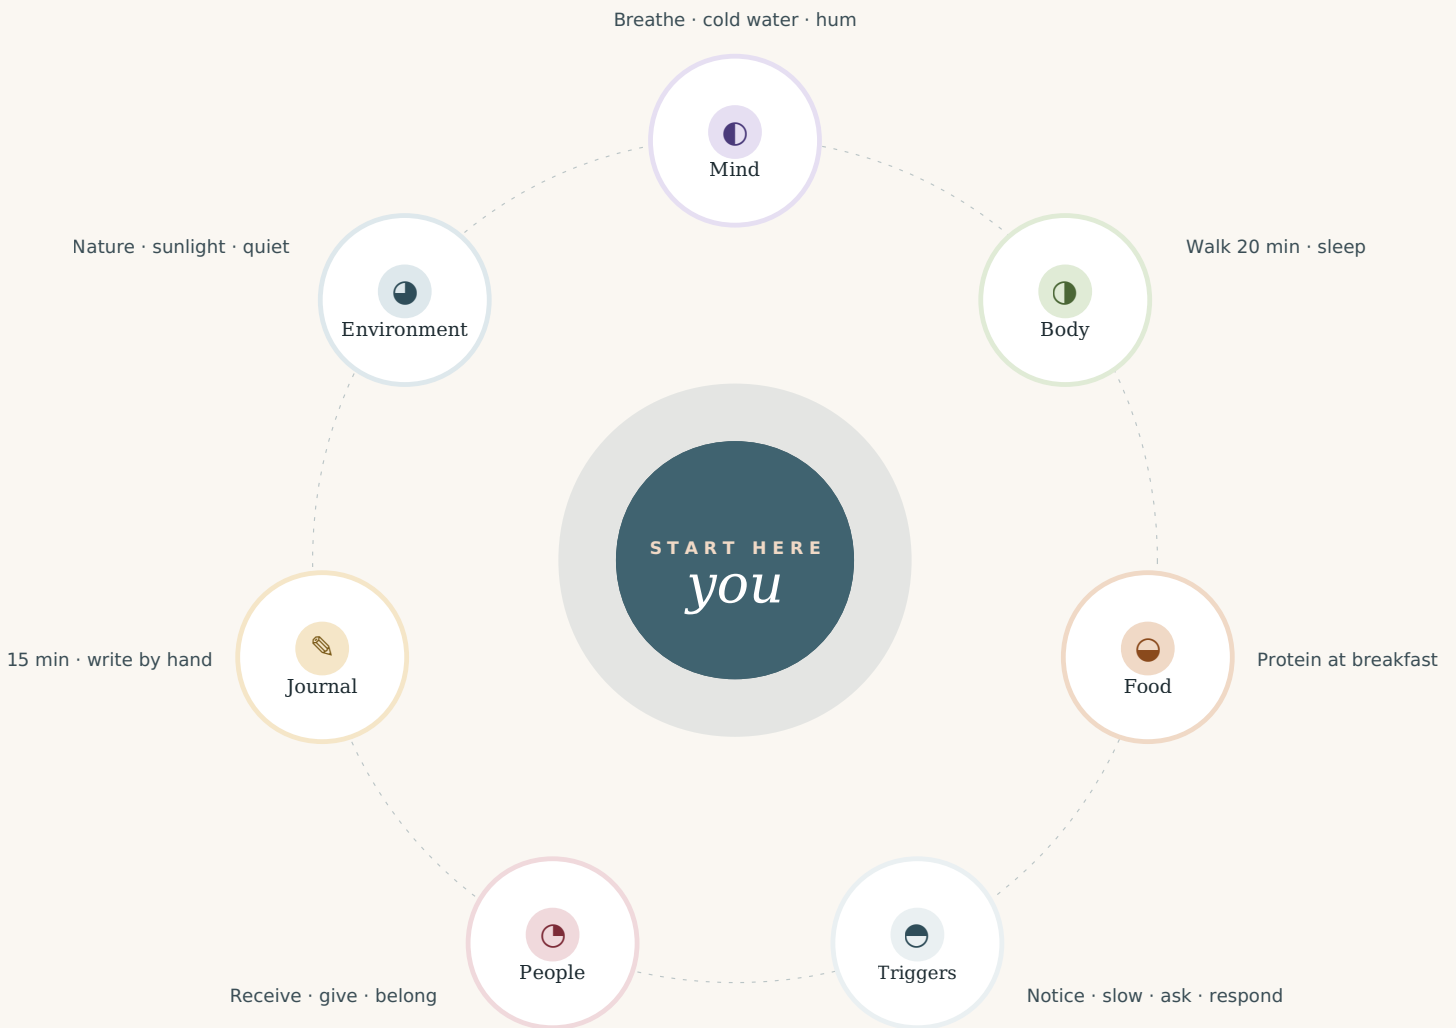 Breathe · cold water · hum
Mind
Nature · sunlight · quiet
Environment
Walk 20 min · sleep
Body
START HERE
you
15 min · write by hand
Journal
Protein at breakfast
Food
Receive · give · belong
People
Notice · slow · ask · respond
Triggers